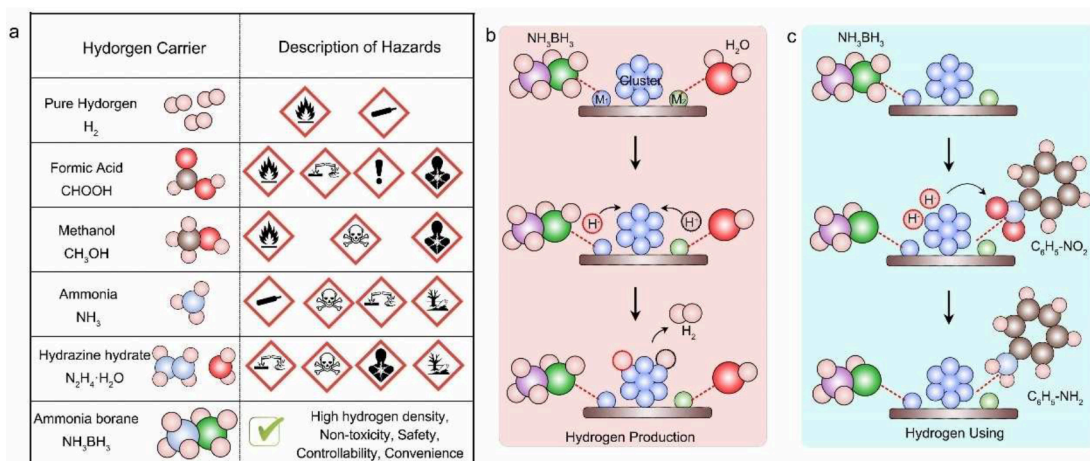 a
Hydorgen Carrier
Description of Hazards
Pure Hydorgen
H₂
Formic Acid
CHOOH
Methanol
CH₃OH
Ammonia
NH₃
Hydrazine hydrate
N₂H₄·H₂O
Ammonia borane
NH₃BH₃
High hydrogen density,
Non-toxicity, Safety,
Controllability, Convenience
b
NH₃BH₃
H₂O
Cluster
M₁
M₂
H⁻
H⁺
H₂
Hydrogen Production
c
NH₃BH₃
H⁻
H⁻
C₆H₅-NO₂
C₆H₅-NH₂
Hydrogen Using